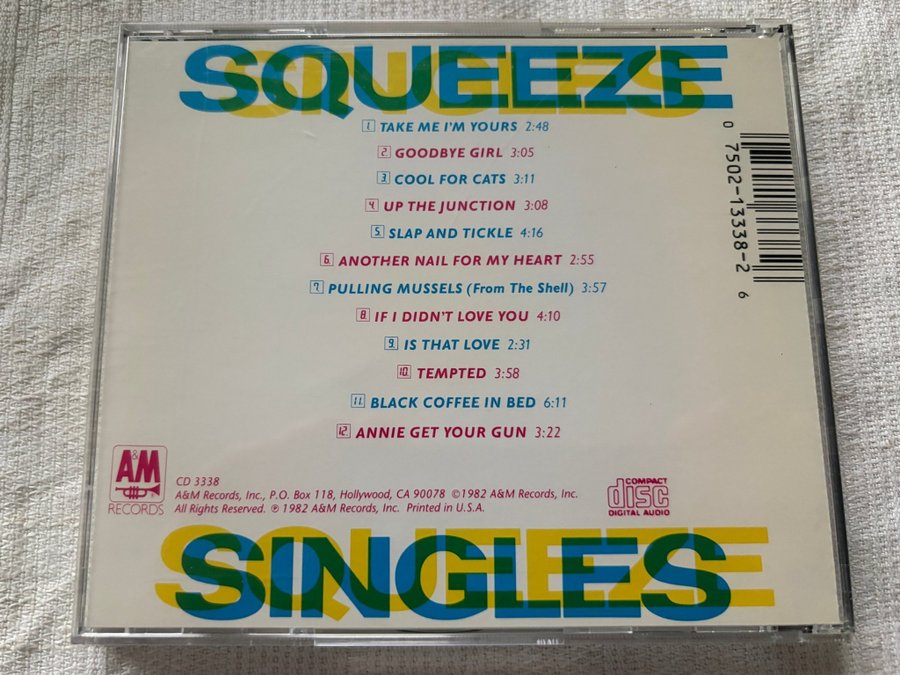 SQUEEZE
SINGLES
1. TAKE ME I'M YOURS 2:48
2. GOODBYE GIRL 3:05
3. COOL FOR CATS 3:11
4. UP THE JUNCTION 3:08
5. SLAP AND TICKLE 4:16
6. ANOTHER NAIL FOR MY HEART 2:55
7. PULLING MUSSELS (From The Shell) 3:57
8. IF I DIDN'T LOVE YOU 4:10
9. IS THAT LOVE 2:31
10. TEMPTED 3:58
11. BLACK COFFEE IN BED 6:11
12. ANNIE GET YOUR GUN 3:22
0 7502-13338-2 6
A&M
RECORDS
CD 3338
A&M Records, Inc., P.O. Box 118, Hollywood, CA 90078 ©1982 A&M Records, Inc.
All Rights Reserved. ℗ 1982 A&M Records, Inc. Printed in U.S.A.
COMPACT
disc
DIGITAL AUDIO
SINGLES
SQUEEZE